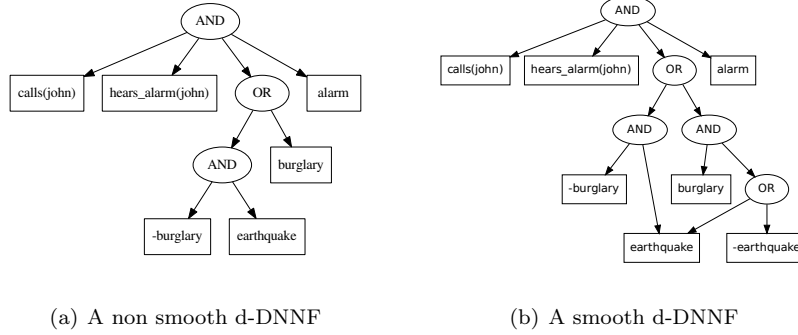 AND
calls(john) hears_alarm(john) OR alarm
AND burglary
-burglary earthquake
(a) A non smooth d-DNNF
AND
calls(john) hears_alarm(john) OR alarm
AND AND
-burglary burglary OR
earthquake -earthquake
(b) A smooth d-DNNF